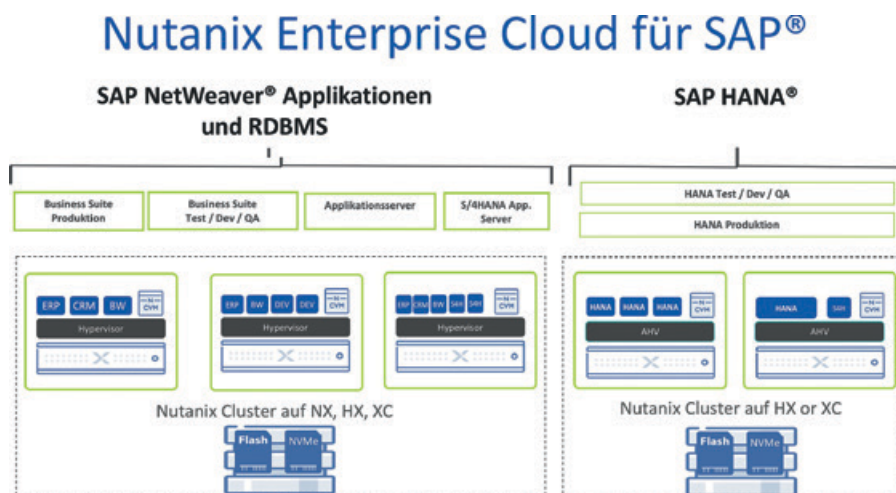 Nutanix Enterprise Cloud für SAP®
SAP NetWeaver® Applikationen
und RDBMS
SAP HANA®
Business Suite
Produktion
Business Suite
Test / Dev / QA
Applikationsserver
S/4HANA App.
Server
HANA Test / Dev / QA
HANA Produktion
ERP CRM BW N CVM
Hypervisor
ERP BW DEV DEV N CVM
Hypervisor
ERP CRM BW S4H S4H N CVM
Hypervisor
HANA HANA HANA N CVM
AHV
HANA S4H N CVM
AHV
Nutanix Cluster auf NX, HX, XC
Nutanix Cluster auf HX or XC
Flash NVMe
Flash NVMe